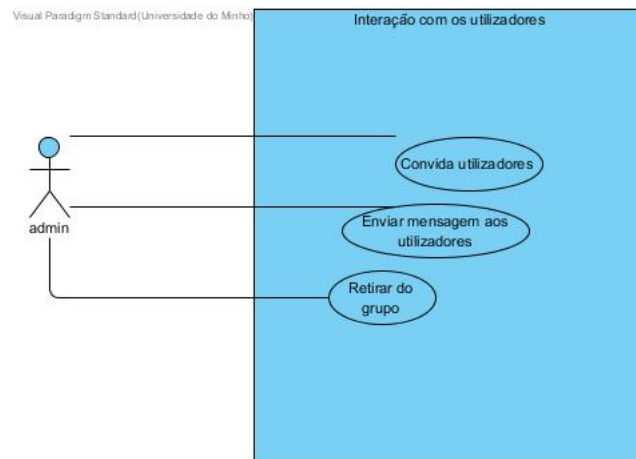 Visual Paradigm Standard(Universidade do Minho)
Interação com os utilizadores
Convida utilizadores
Enviar mensagem aos
utilizadores
admin
Retirar do
grupo